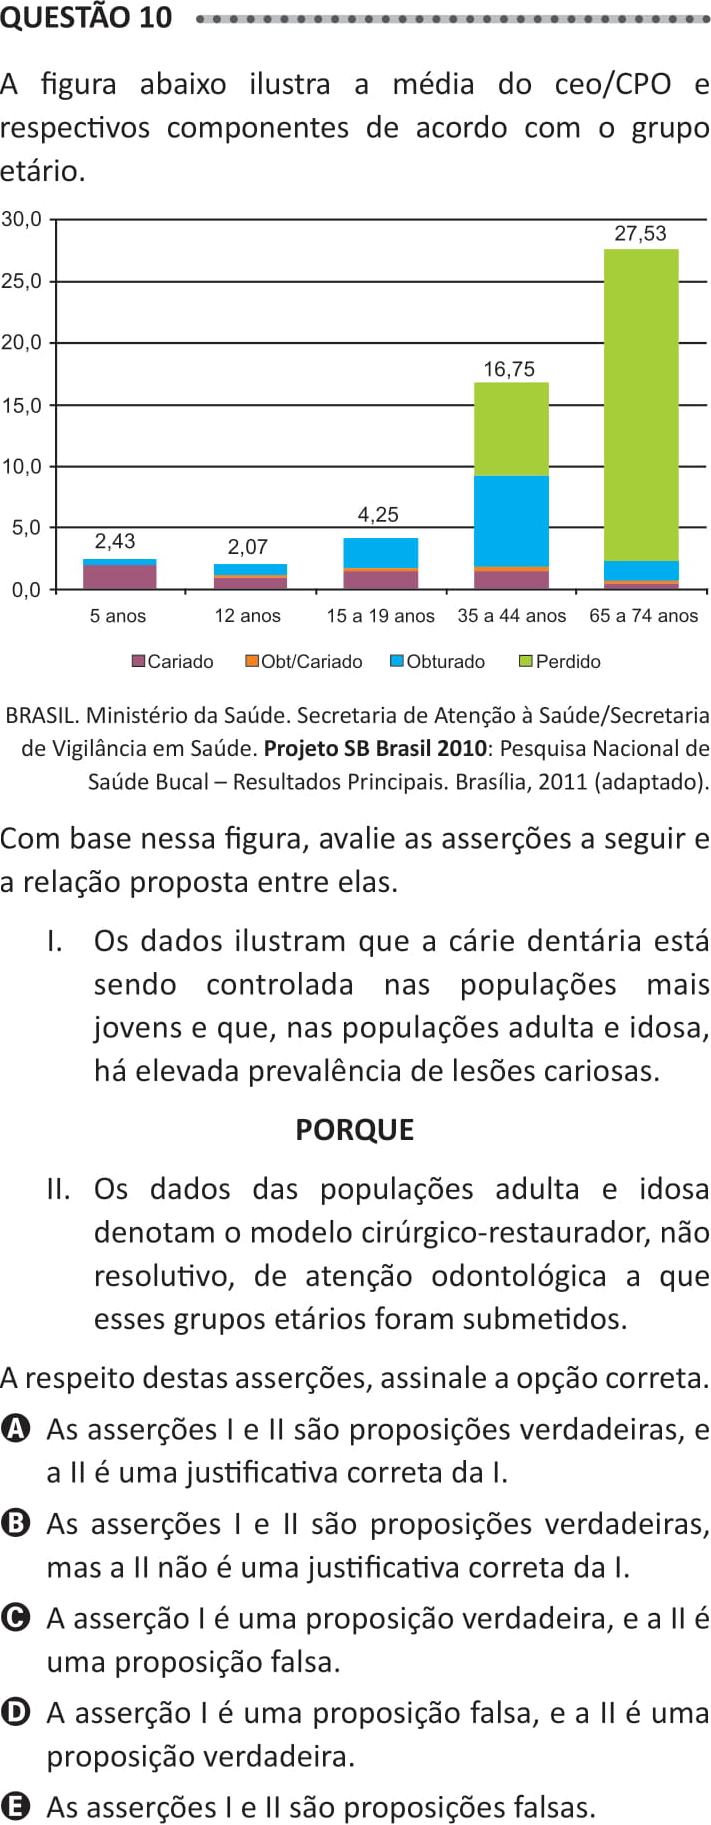 QUESTÃO 10
A figura abaixo ilustra a média do ceo/CPO e
respectivos componentes de acordo com o grupo
etário.
30,0
27,53
25,0
20,0
16,75
15,0
10,0
4,25
5,0
2,43
2,07
0,0
5 anos 12 anos 15 a 19 anos 35 a 44 anos 65 a 74 anos
Cariado Obt/Cariado Obturado Perdido
BRASIL. Ministério da Saúde. Secretaria de Atenção à Saúde/Secretaria
de Vigilância em Saúde. Projeto SB Brasil 2010: Pesquisa Nacional de
Saúde Bucal – Resultados Principais. Brasília, 2011 (adaptado).
Com base nessa figura, avalie as asserções a seguir e
a relação proposta entre elas.
I. Os dados ilustram que a cárie dentária está
sendo controlada nas populações mais
jovens e que, nas populações adulta e idosa,
há elevada prevalência de lesões cariosas.
PORQUE
II. Os dados das populações adulta e idosa
denotam o modelo cirúrgico-restaurador, não
resolutivo, de atenção odontológica a que
esses grupos etários foram submetidos.
A respeito destas asserções, assinale a opção correta.
A As asserções I e II são proposições verdadeiras, e
a II é uma justificativa correta da I.
B As asserções I e II são proposições verdadeiras,
mas a II não é uma justificativa correta da I.
C A asserção I é uma proposição verdadeira, e a II é
uma proposição falsa.
D A asserção I é uma proposição falsa, e a II é uma
proposição verdadeira.
E As asserções I e II são proposições falsas.